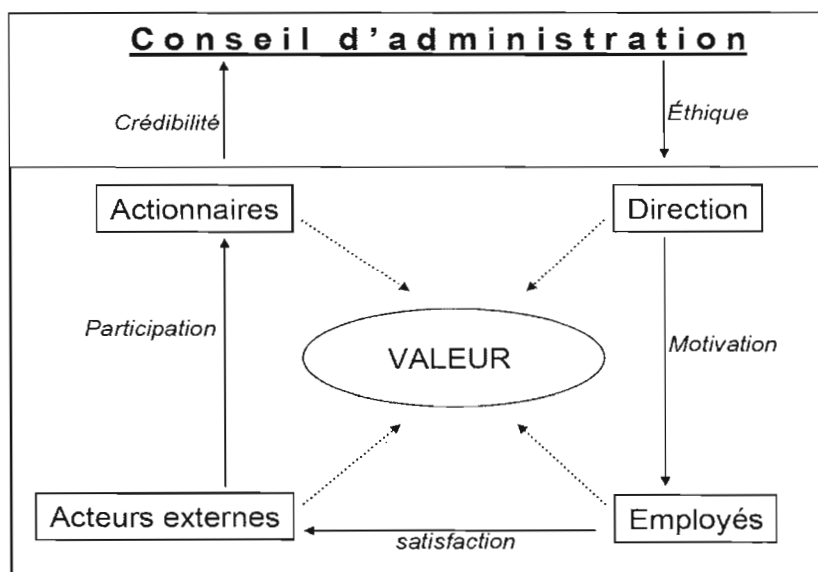 Conseil d'administration
Crédibilité
Éthique
Actionnaires
Direction
Participation
VALEUR
Motivation
Acteurs externes
satisfaction
Employés